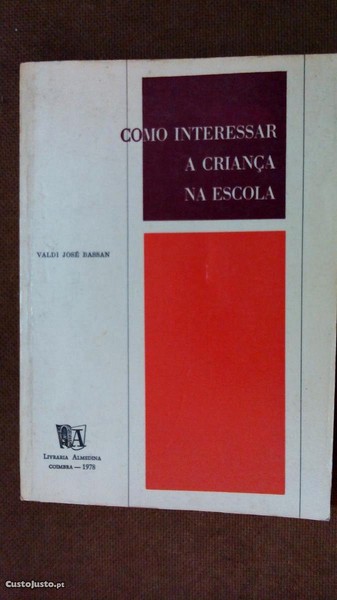 COMO INTERESSAR
A CRIANÇA
NA ESCOLA
VALDI JOSÉ BASSAN
LIVRARIA ALMEDINA
COIMBRA — 1978
CustoJusto.pt